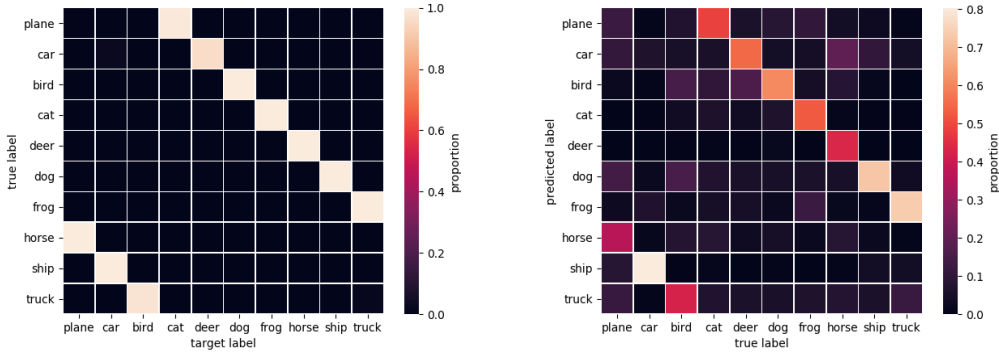 plane
car
bird
cat
deer
dog
frog
horse
ship
truck
true label
plane car bird cat deer dog frog horse ship truck
target label
1.0
0.8
0.6
0.4
0.2
0.0
proportion
plane
car
bird
cat
deer
dog
frog
horse
ship
truck
predicted label
plane car bird cat deer dog frog horse ship truck
true label
0.8
0.7
0.6
0.5
0.4
0.3
0.2
0.1
0.0
proportion